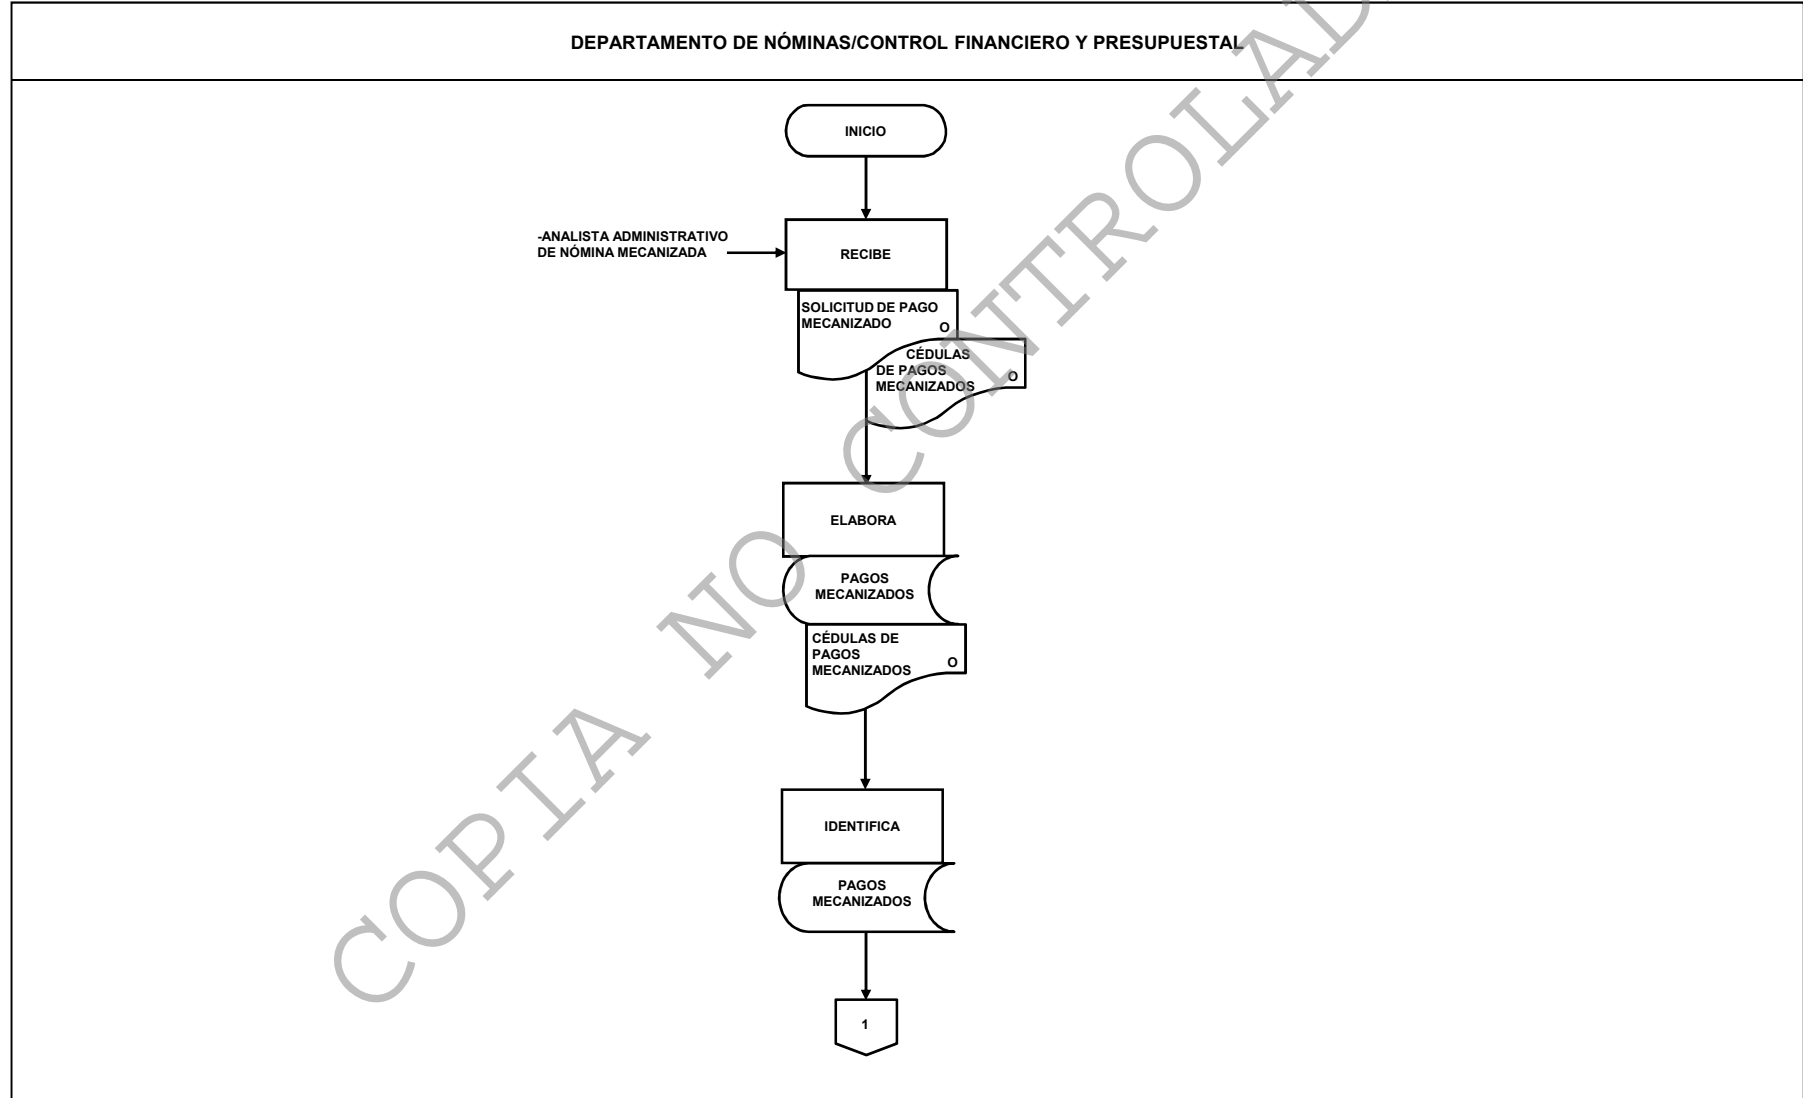 DEPARTAMENTO DE NÓMINAS/CONTROL FINANCIERO Y PRESUPUESTAL
INICIO
-ANALISTA ADMINISTRATIVO
DE NÓMINA MECANIZADA
RECIBE
SOLICITUD DE PAGO
MECANIZADO
O
CÉDULAS
DE PAGOS
MECANIZADOS
O
ELABORA
PAGOS
MECANIZADOS
CÉDULAS DE
PAGOS
MECANIZADOS
O
IDENTIFICA
PAGOS
MECANIZADOS
1
COPIA NO CONTROLAD